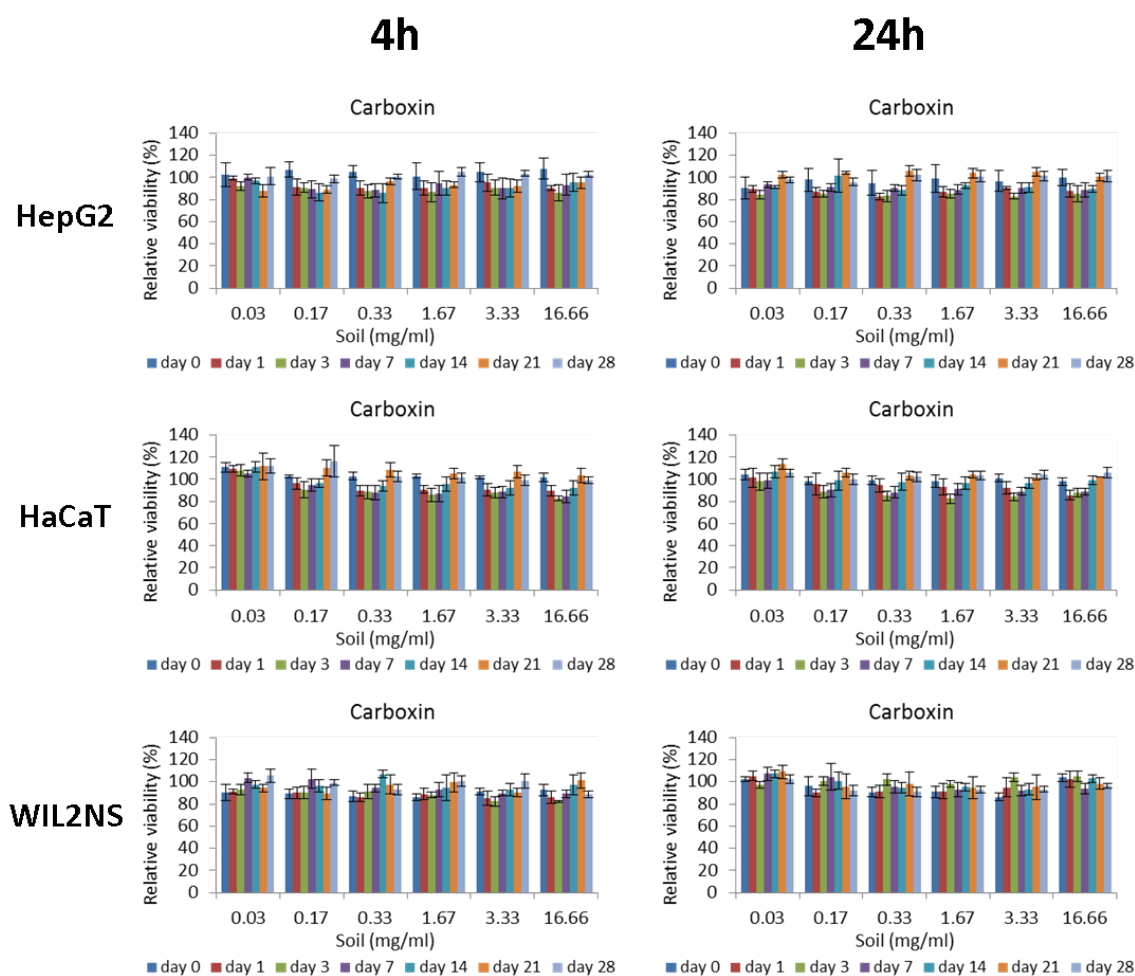 4h 24h
HepG2
Carboxin
Relative viability (%)
140
120
100
80
60
40
20
0
0.03 0.17 0.33 1.67 3.33 16.66
Soil (mg/ml)
day 0 day 1 day 3 day 7 day 14 day 21 day 28
Carboxin
Relative viability (%)
140
120
100
80
60
40
20
0
0.03 0.17 0.33 1.67 3.33 16.66
Soil (mg/ml)
day 0 day 1 day 3 day 7 day 14 day 21 day 28
HaCaT
Carboxin
Relative viability (%)
140
120
100
80
60
40
20
0
0.03 0.17 0.33 1.67 3.33 16.66
Soil (mg/ml)
day 0 day 1 day 3 day 7 day 14 day 21 day 28
Carboxin
Relative viability (%)
140
120
100
80
60
40
20
0
0.03 0.17 0.33 1.67 3.33 16.66
Soil (mg/ml)
day 0 day 1 day 3 day 7 day 14 day 21 day 28
WIL2NS
Carboxin
Relative viability (%)
140
120
100
80
60
40
20
0
0.03 0.17 0.33 1.67 3.33 16.66
Soil (mg/ml)
day 0 day 1 day 3 day 7 day 14 day 21 day 28
Carboxin
Relative viability (%)
140
120
100
80
60
40
20
0
0.03 0.17 0.33 1.67 3.33 16.66
Soil (mg/ml)
day 0 day 1 day 3 day 7 day 14 day 21 day 28